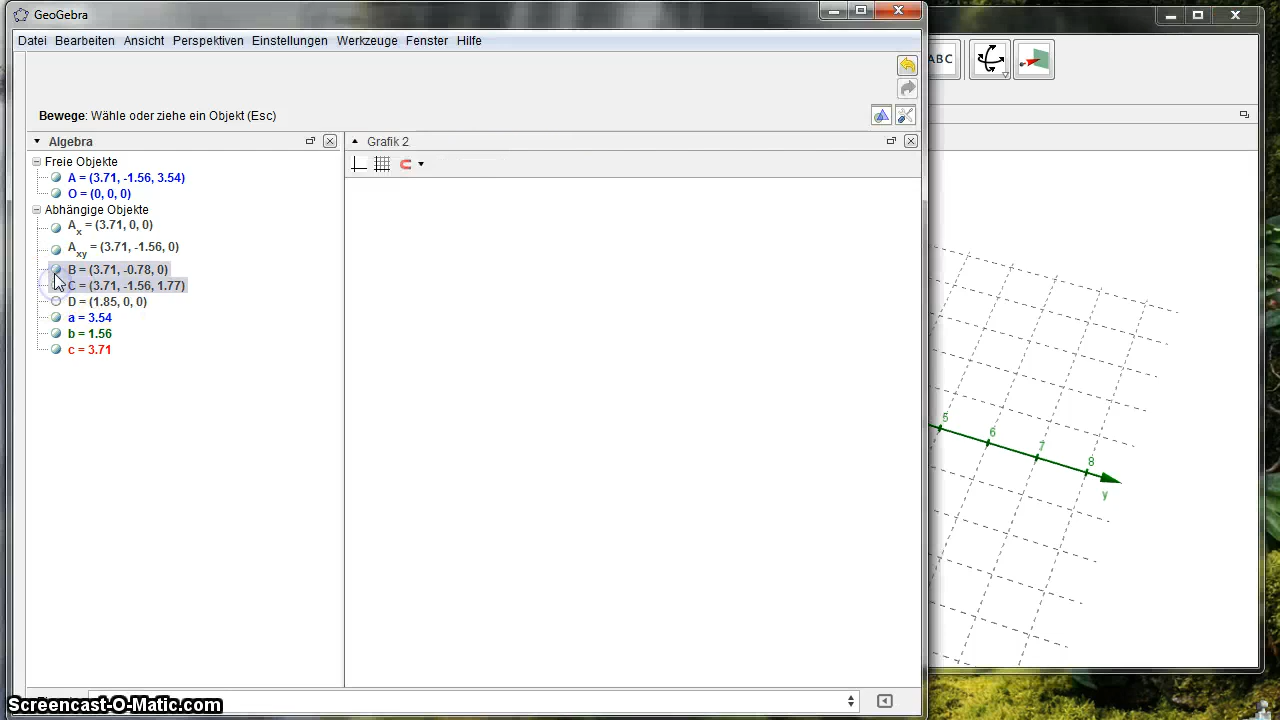 GeoGebra
Datei Bearbeiten Ansicht Perspektiven Einstellungen Werkzeuge Fenster Hilfe
ABC
Bewege: Wähle oder ziehe ein Objekt (Esc)
Algebra
Grafik 2
Freie Objekte
A = (3.71, -1.56, 3.54)
O = (0, 0, 0)
Abhängige Objekte
Ax = (3.71, 0, 0)
Axy = (3.71, -1.56, 0)
B = (3.71, -0.78, 0)
C = (3.71, -1.56, 1.77)
D = (1.85, 0, 0)
a = 3.54
b = 1.56
c = 3.71
5
6
7
8
y
Screencast-O-Matic.com